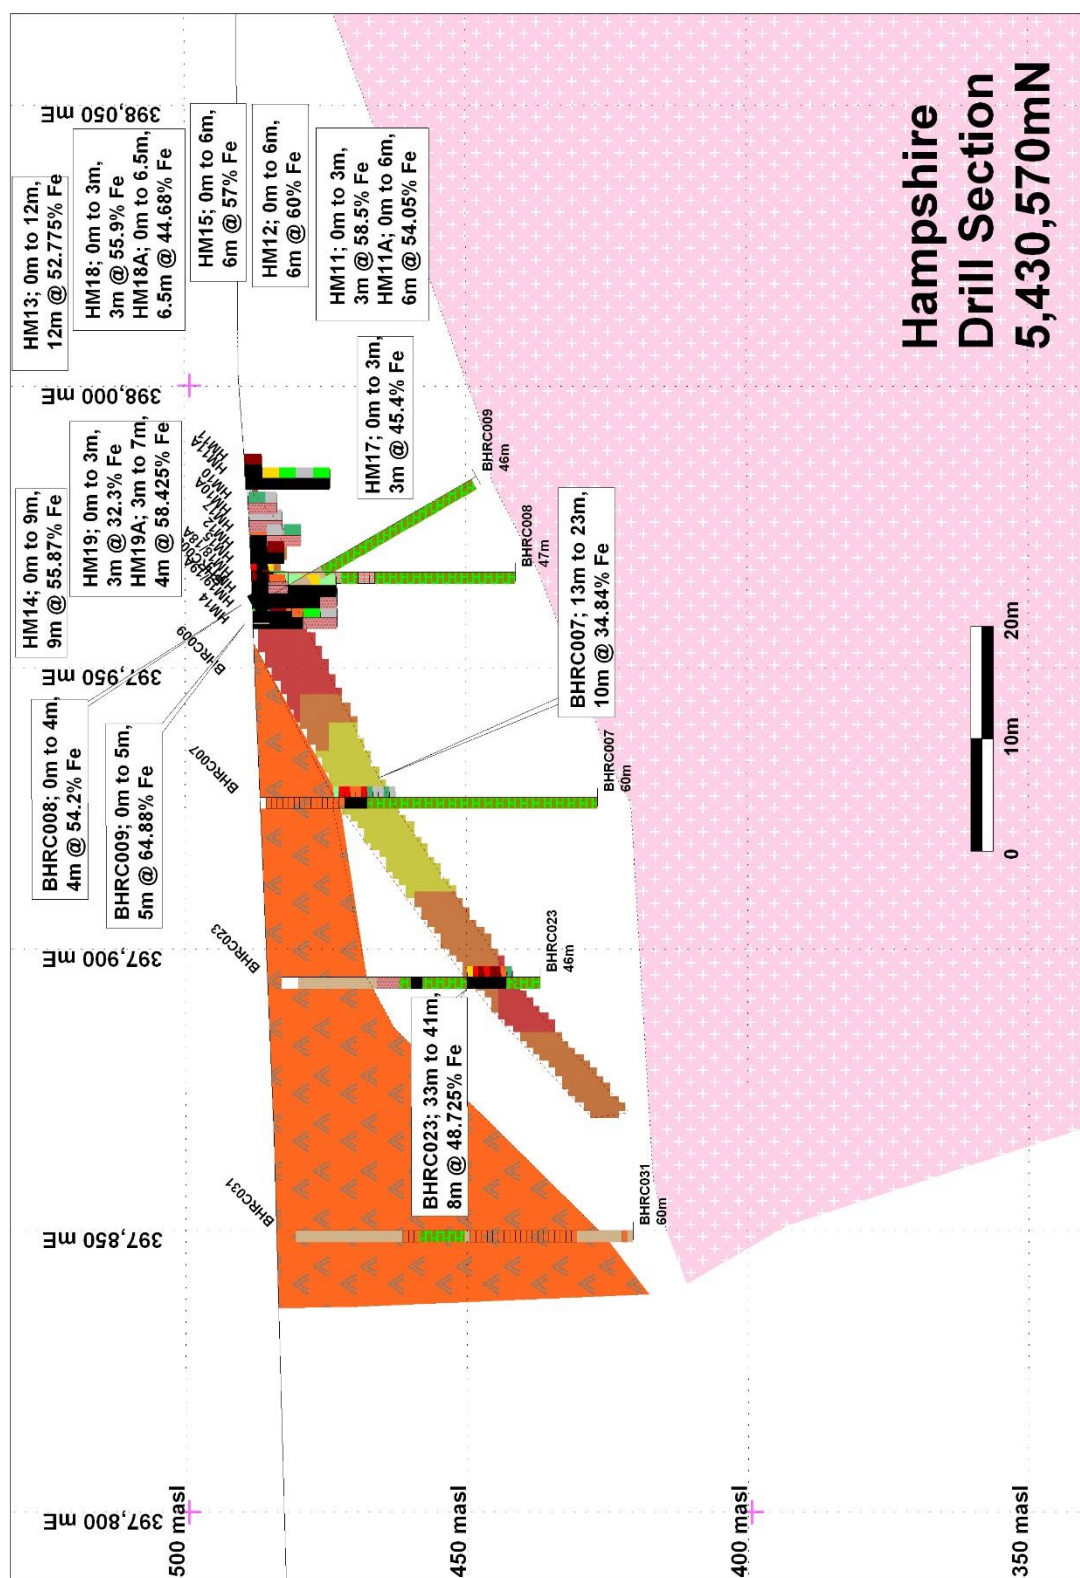 HM14; 0m to 9m,
9m @ 55.87% Fe
HM19; 0m to 3m,
3m @ 32.3% Fe
HM19A; 3m to 7m,
4m @ 58.425% Fe
HM13; 0m to 12m,
12m @ 52.775% Fe
HM18; 0m to 3m,
3m @ 55.9% Fe
HM18A; 0m to 6.5m,
6.5m @ 44.68% Fe
HM15; 0m to 6m,
6m @ 57% Fe
HM12; 0m to 6m,
6m @ 60% Fe
HM11; 0m to 3m,
3m @ 58.5% Fe
HM11A; 0m to 6m,
6m @ 54.05% Fe
HM17; 0m to 3m,
3m @ 45.4% Fe
BHRC008; 0m to 4m,
4m @ 54.2% Fe
BHRC009; 0m to 5m,
5m @ 64.88% Fe
BHRC007; 13m to 23m,
10m @ 34.84% Fe
BHRC023; 33m to 41m,
8m @ 48.725% Fe
397,800 mE
397,850 mE
397,900 mE
397,950 mE
398,000 mE
398,050 mE
500 masl
450 masl
400 masl
350 masl
BHRC031
BHRC023
BHRC007
BHRC009
HM14
HM15
HM12
HM17
HM10A
HM10
HM11A
HM11
BHRC031
60m
BHRC023
46m
BHRC007
60m
BHRC008
47m
BHRC009
46m
0
10m
20m
Hampshire
Drill Section
5,430,570mN